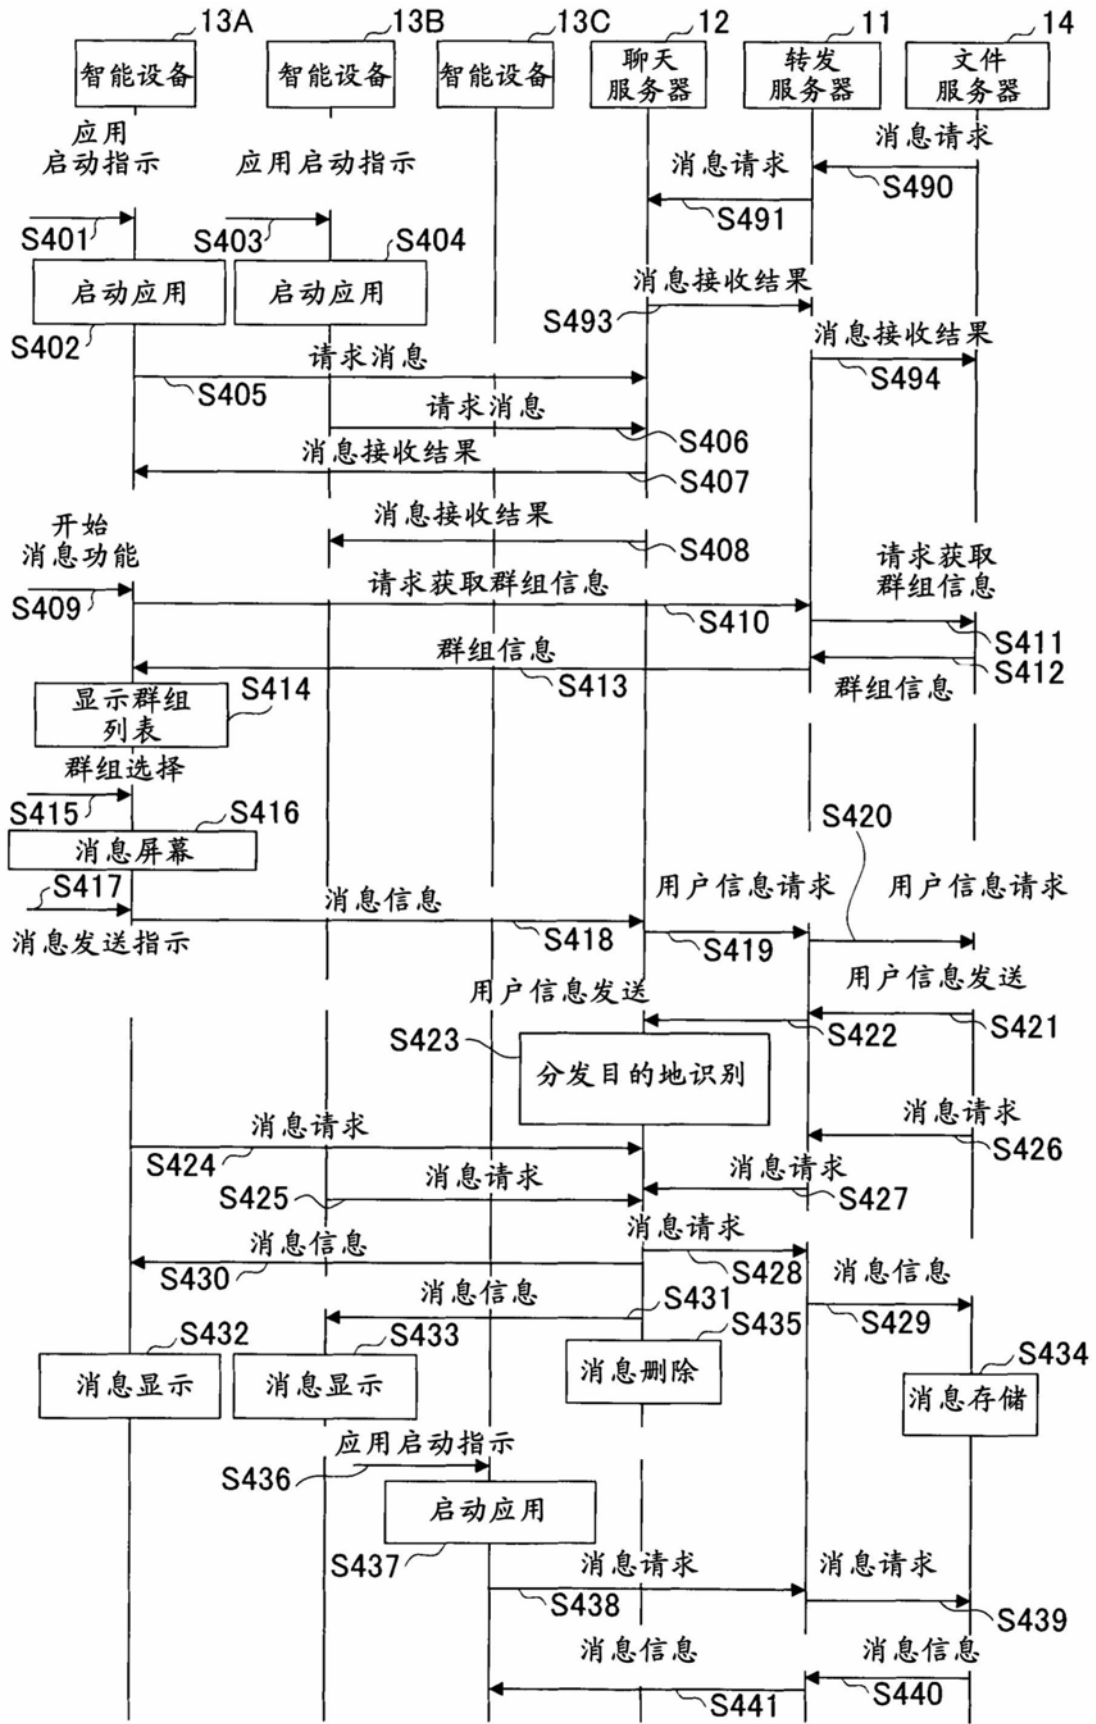 13A
13B
13C
12
11
14
智能设备
智能设备
智能设备
聊天
服务器
转发
服务器
文件
服务器
应用
启动指示
应用启动指示
消息请求
消息请求
S490
S491
S401
S403
S404
启动应用
启动应用
消息接收结果
S493
S402
消息接收结果
请求消息
S494
S405
请求消息
S406
消息接收结果
S407
消息接收结果
开始
消息功能
S408
请求获取
群组信息
S409
请求获取群组信息
S410
S411
群组信息
S412
S413
群组信息
显示群组
列表
S414
群组选择
S415
S416
S420
消息屏幕
S417
消息信息
用户信息请求
用户信息请求
消息发送指示
S418
S419
用户信息发送
用户信息发送
S421
S422
S423
分发目的地识别
消息请求
消息请求
S424
S426
消息请求
消息请求
S425
S427
消息请求
消息信息
S430
S428
消息信息
消息信息
S431
S429
S432
S433
S435
S434
消息显示
消息显示
消息删除
消息存储
应用启动指示
S436
启动应用
S437
消息请求
消息请求
S438
S439
消息信息
消息信息
S440
S441